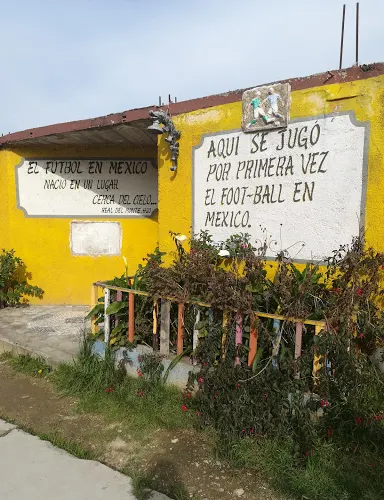 EL FUTBOL EN MEXICO
NACIO EN UN LUGAR
CERCA DEL CIELO...
REAL DEL MONTE, HGO
AQUI SE JUGÓ
POR PRIMERA VEZ
EL FOOT-BALL EN
MEXICO.